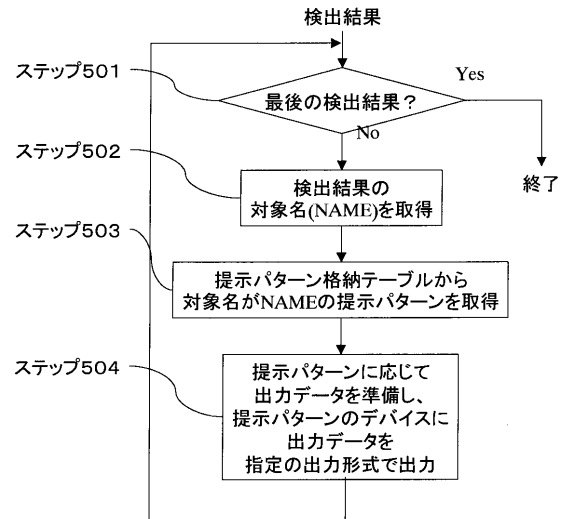 検出結果
ステップ501
最後の検出結果？
Yes
No
終了
ステップ502
検出結果の
対象名(NAME)を取得
ステップ503
提示パターン格納テーブルから
対象名がNAMEの提示パターンを取得
ステップ504
提示パターンに応じて
出力データを準備し、
提示パターンのデバイスに
出力データを
指定の出力形式で出力